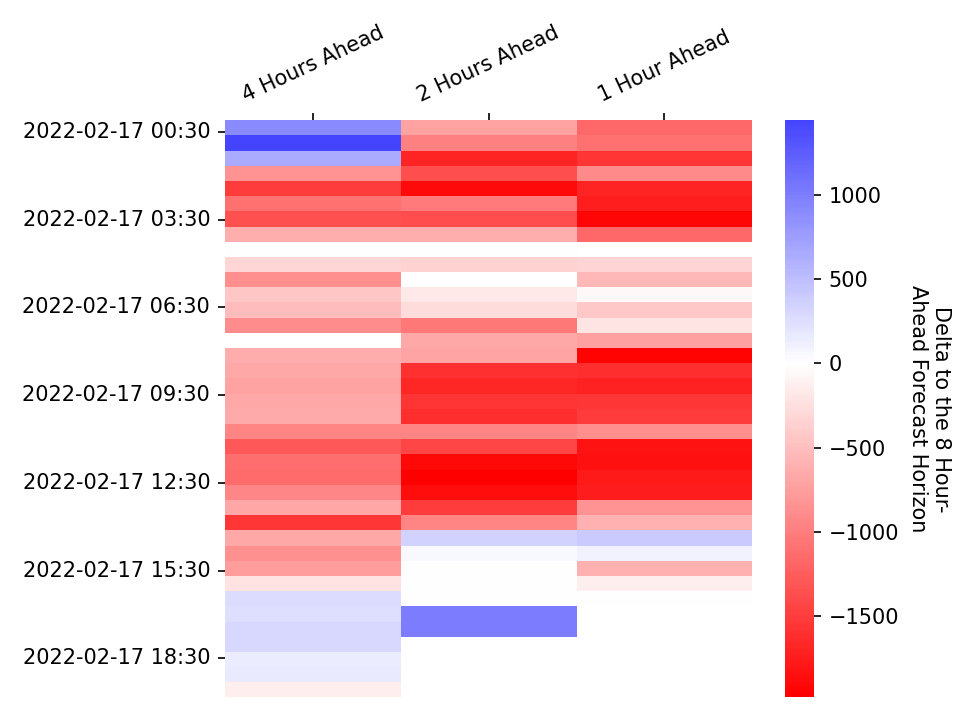 4 Hours Ahead
2 Hours Ahead
1 Hour Ahead
2022-02-17 00:30
2022-02-17 03:30
2022-02-17 06:30
2022-02-17 09:30
2022-02-17 12:30
2022-02-17 15:30
2022-02-17 18:30
1000
500
0
−500
−1000
−1500
Delta to the 8 Hour-
Ahead Forecast Horizon